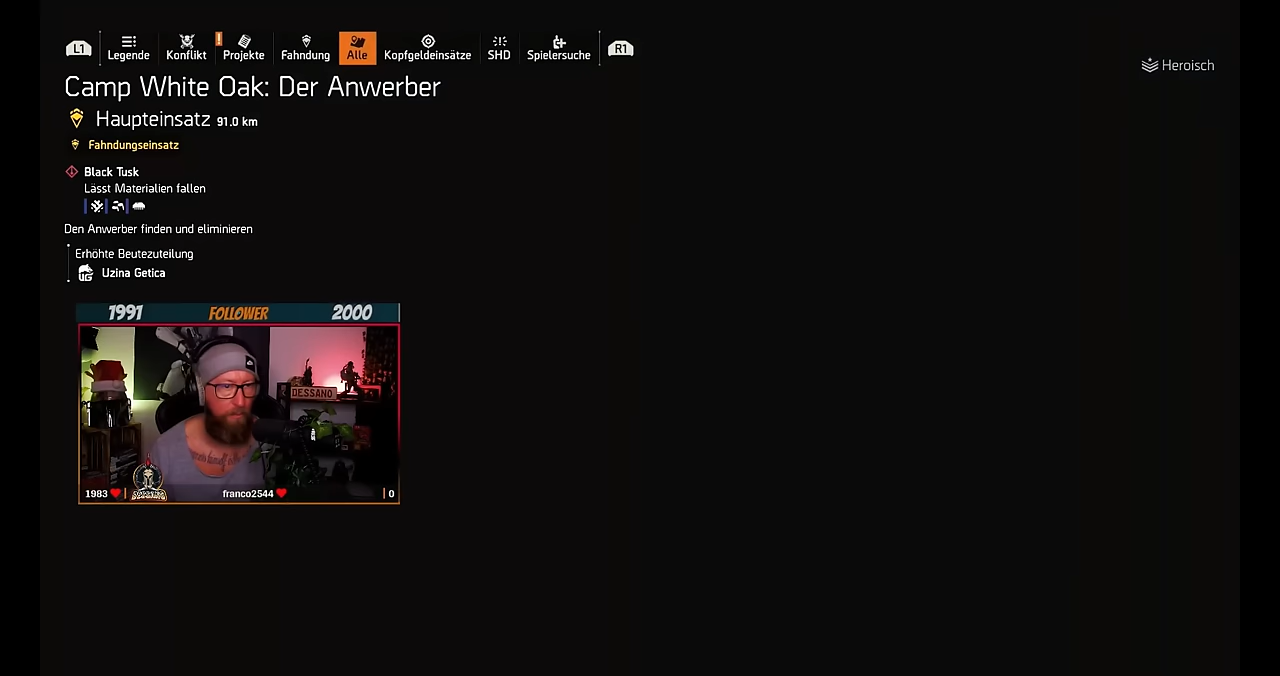 L1 Legende Konflikt Projekte Fahndung Alle Kopfgeldeinsätze SHD Spielersuche R1
Heroisch
Camp White Oak: Der Anwerber
Haupteinsatz 91.0 km
Fahndungseinsatz
Black Tusk
Lässt Materialien fallen
Den Anwerber finden und eliminieren
Erhöhte Beutezuteilung
Uzina Getica
1991 FOLLOWER 2000
DESSANO
1983 franco2544 0